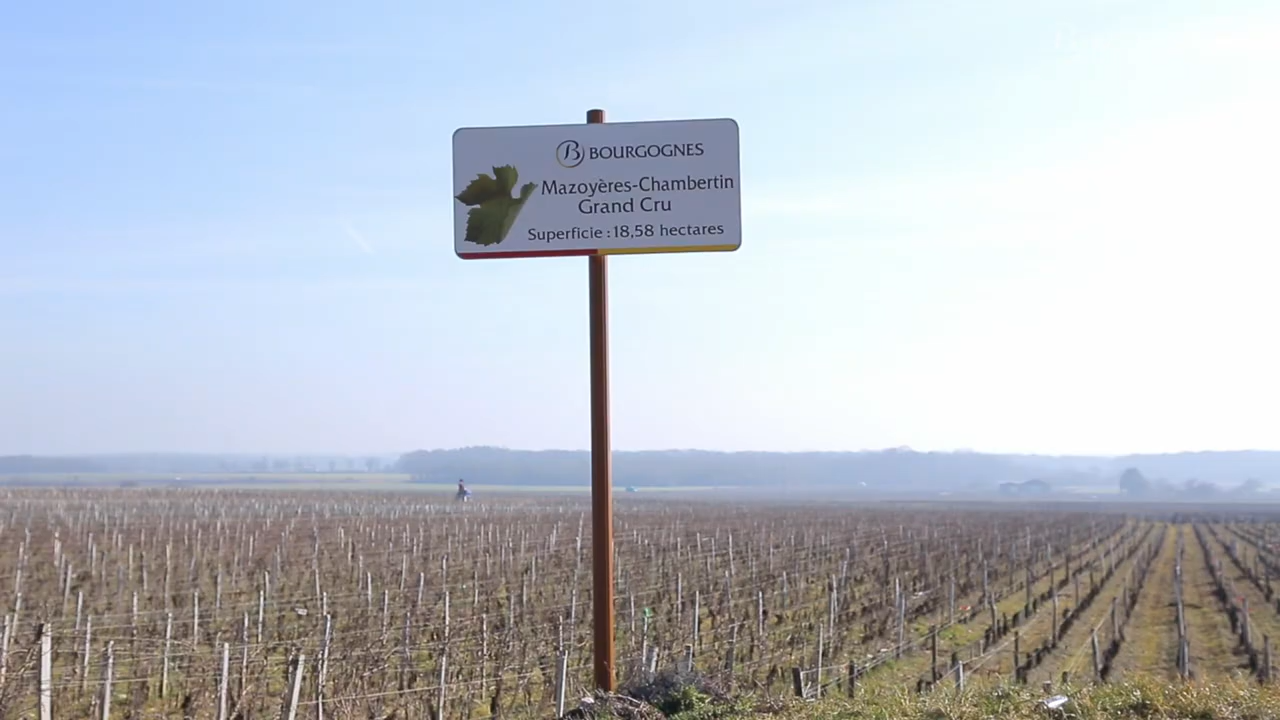 B BOURGOGNES
Mazoyères-Chambertin
Grand Cru
Superficie : 18,58 hectares